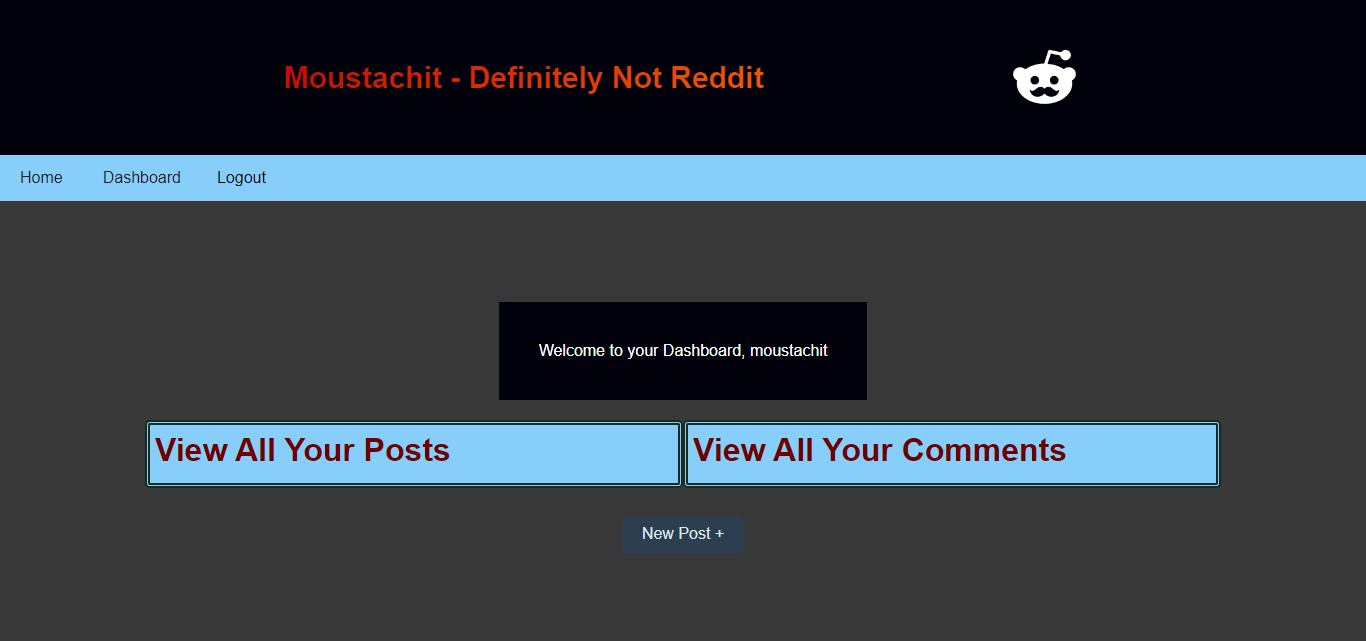 Moustachit - Definitely Not Reddit
Home Dashboard Logout
Welcome to your Dashboard, moustachit
View All Your Posts
View All Your Comments
New Post +